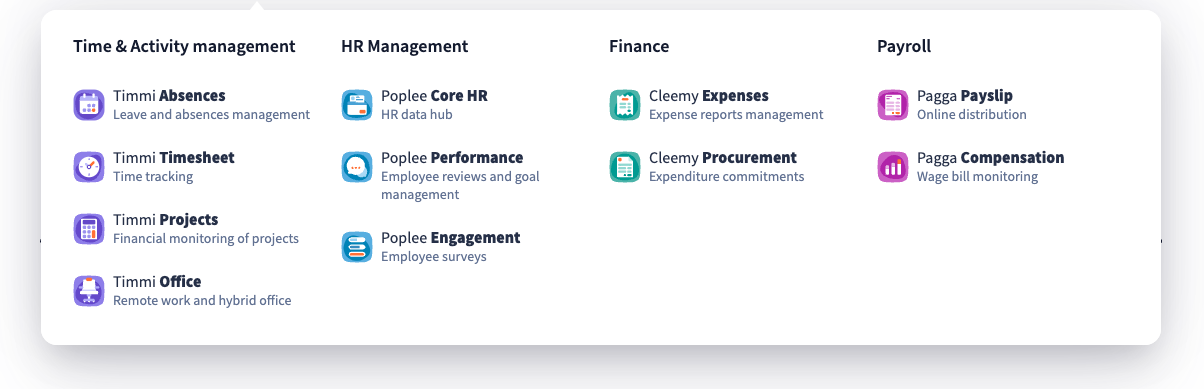 Time & Activity management
Timmi Absences
Leave and absences management
Timmi Timesheet
Time tracking
Timmi Projects
Financial monitoring of projects
Timmi Office
Remote work and hybrid office
HR Management
Poplee Core HR
HR data hub
Poplee Performance
Employee reviews and goal
management
Poplee Engagement
Employee surveys
Finance
Cleemy Expenses
Expense reports management
Cleemy Procurement
Expenditure commitments
Payroll
Pagga Payslip
Online distribution
Pagga Compensation
Wage bill monitoring